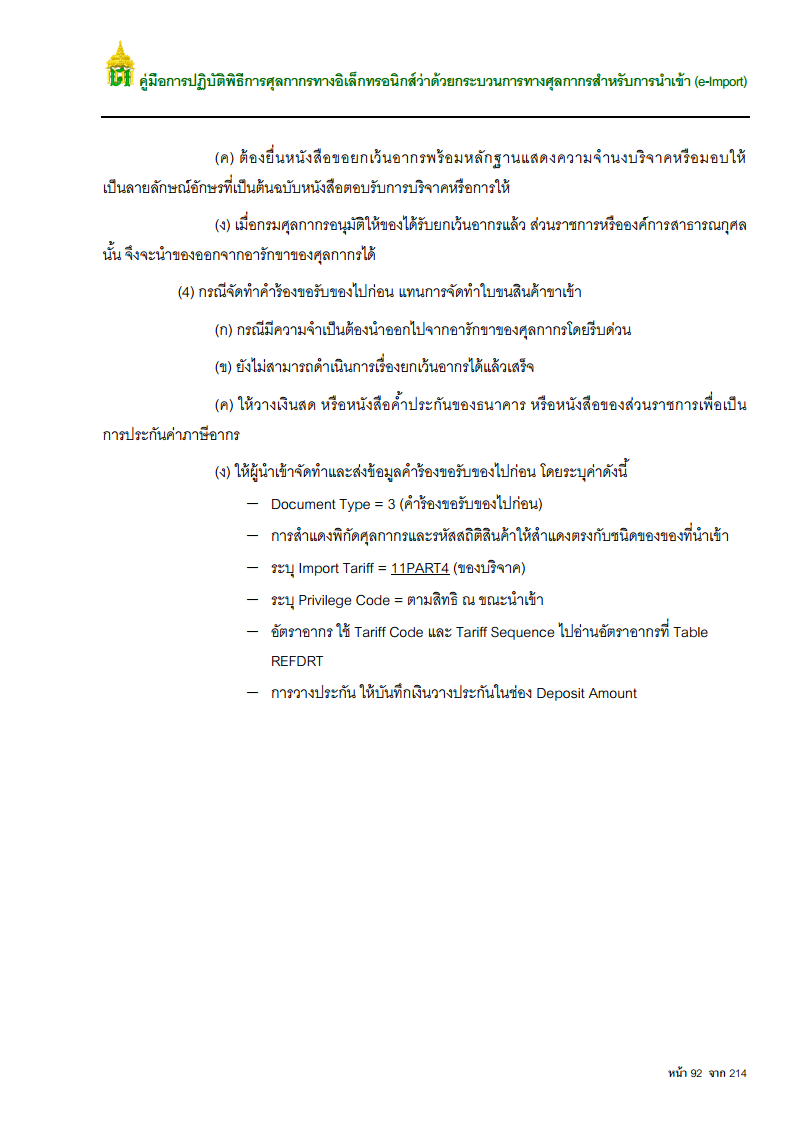 คู่มือการปฏิบัติพิธีการศุลกากรทางอิเล็กทรอนิกส์ว่าด้วยกระบวนการทางศุลกากรสำหรับการนำเข้า (e-Import)
(ค) ต้องยื่นหนังสือขอยกเว้นอากรพร้อมหลักฐานแสดงความจำนงบริจาคหรือมอบให้
เป็นลายลักษณ์อักษรที่เป็นต้นฉบับหนังสือตอบรับการบริจาคหรือการให้
(ง) เมื่อกรมศุลกากรอนุมัติให้ของได้รับยกเว้นอากรแล้ว ส่วนราชการหรือองค์การสาธารณกุศล
นั้น จึงจะนำของออกจากอารักขาของศุลกากรได้
(4) กรณีจัดทำคำร้องขอรับของไปก่อน แทนการจัดทำใบขนสินค้าขาเข้า
(ก) กรณีมีความจำเป็นต้องนำออกไปจากอารักขาของศุลกากรโดยรีบด่วน
(ข) ยังไม่สามารถดำเนินการเรื่องยกเว้นอากรได้แล้วเสร็จ
(ค) ให้วางเงินสด หรือหนังสือค้ำประกันของธนาคาร หรือหนังสือของส่วนราชการเพื่อเป็น
การประกันค่าภาษีอากร
(ง) ให้ผู้นำเข้าจัดทำและส่งข้อมูลคำร้องขอรับของไปก่อน โดยระบุค่าดังนี้
– Document Type = 3 (คำร้องขอรับของไปก่อน)
– การสำแดงพิกัดศุลกากรและรหัสสถิติสินค้าให้สำแดงตรงกับชนิดของของที่นำเข้า
– ระบุ Import Tariff = 11PART4 (ของบริจาค)
– ระบุ Privilege Code = ตามสิทธิ ณ ขณะนำเข้า
– อัตราอากร ใช้ Tariff Code และ Tariff Sequence ไปอ่านอัตราอากรที่ Table
REFDRT
– การวางประกัน ให้บันทึกเงินวางประกันในช่อง Deposit Amount
หน้า 92 จาก 214